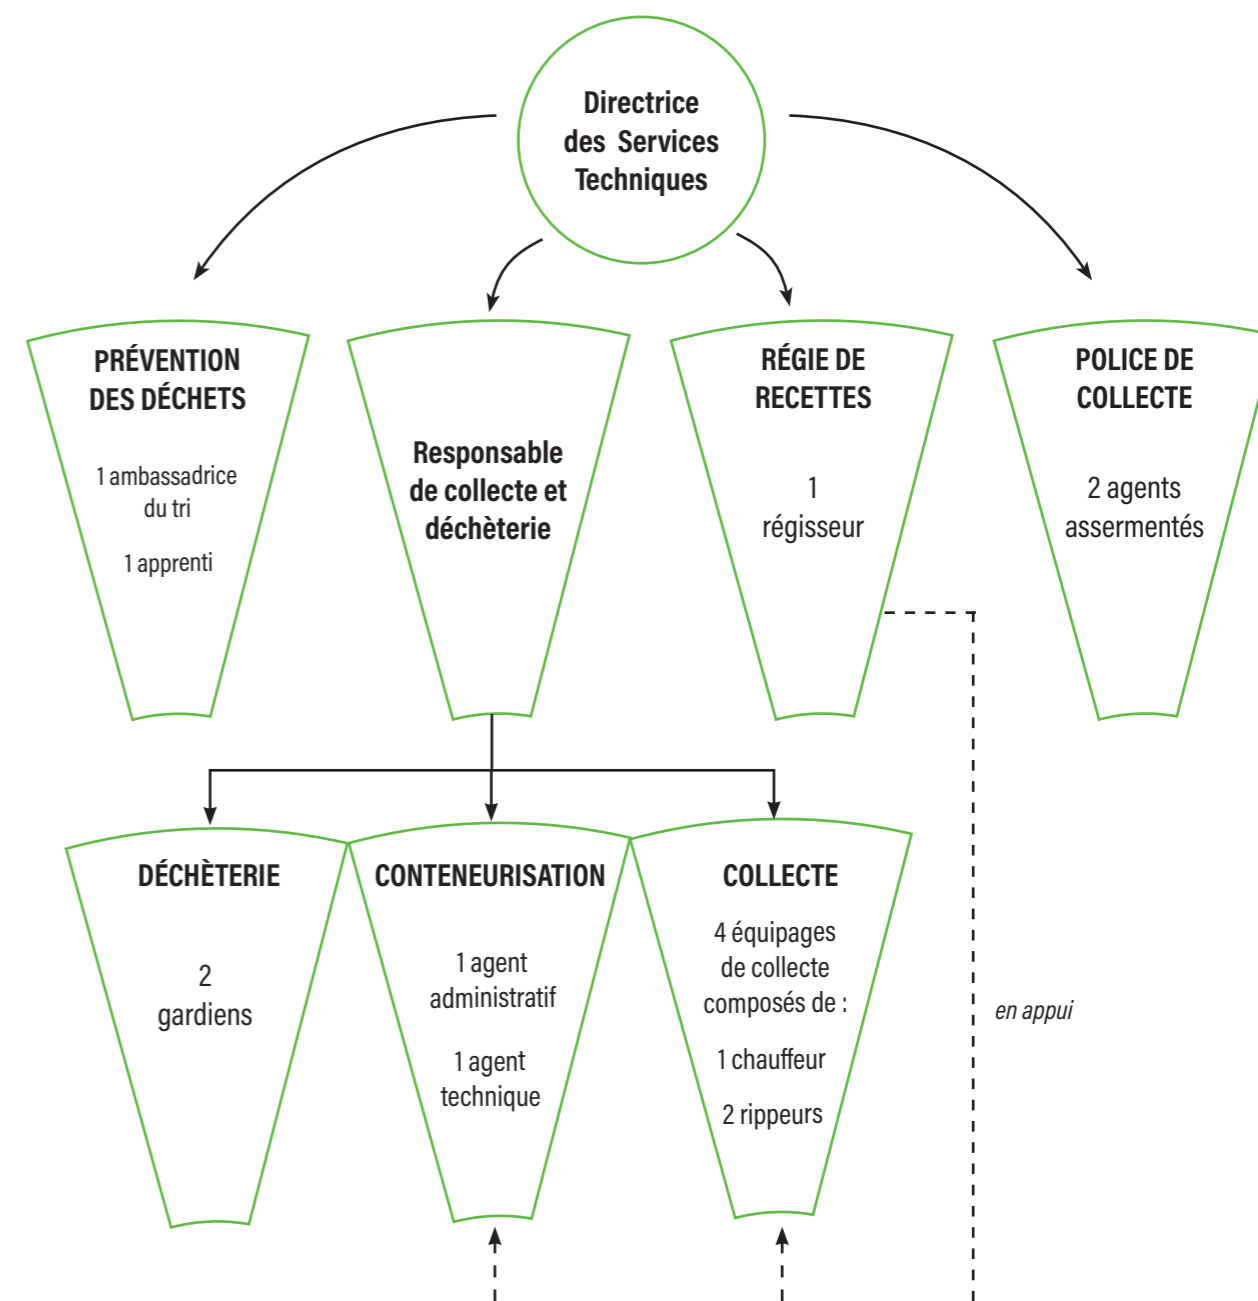 Directrice
des Services
Techniques
PRÉVENTION
DES DÉCHETS
1 ambassadrice
du tri
1 apprenti
Responsable
de collecte et
déchèterie
RÉGIE DE
RECETTES
1
régisseur
POLICE DE
COLLECTE
2 agents
assermentés
DÉCHÈTERIE
2
gardiens
CONTENEURISATION
1 agent
administratif
1 agent
technique
COLLECTE
4 équipages
de collecte
composés de :
1 chauffeur
2 rippeurs
en appui